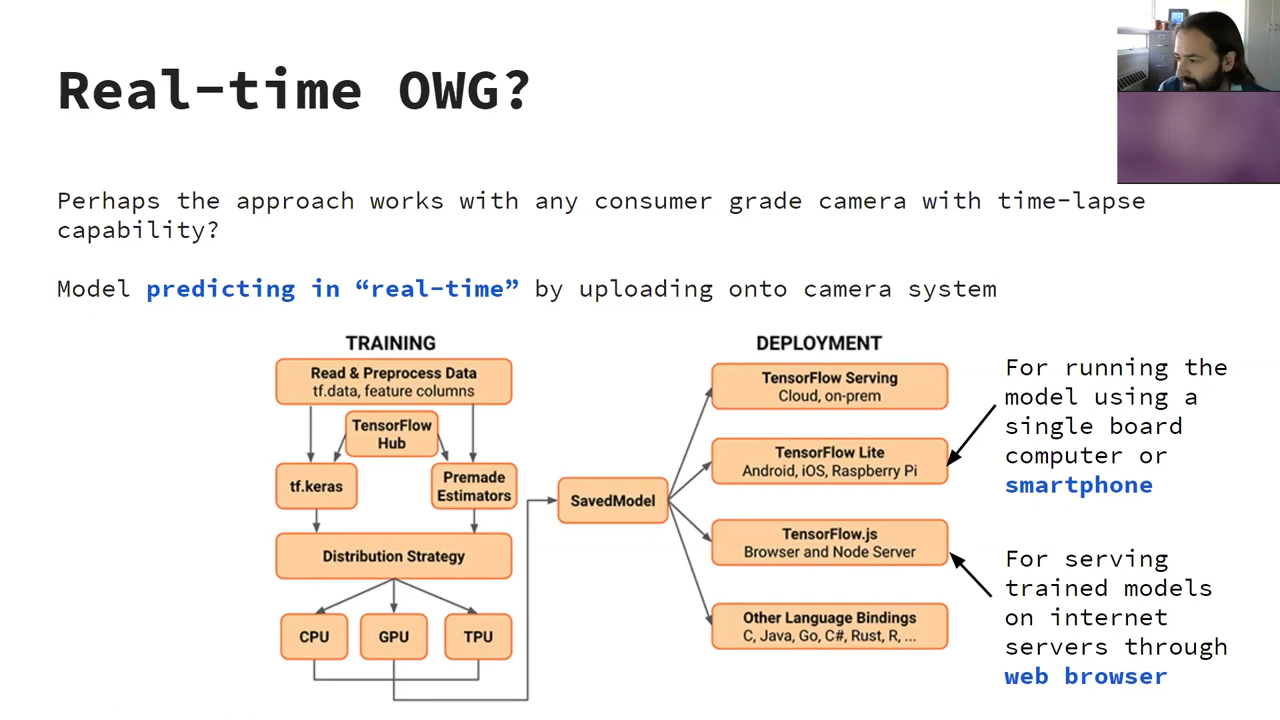 Real-time OWG?
Perhaps the approach works with any consumer grade camera with time-lapse
capability?
Model predicting in “real-time” by uploading onto camera system
TRAINING
Read & Preprocess Data
tf.data, feature columns
TensorFlow
Hub
tf.keras
Premade
Estimators
Distribution Strategy
CPU
GPU
TPU
SavedModel
DEPLOYMENT
TensorFlow Serving
Cloud, on-prem
TensorFlow Lite
Android, iOS, Raspberry Pi
TensorFlow.js
Browser and Node Server
Other Language Bindings
C, Java, Go, C#, Rust, R, ...
For running the
model using a
single board
computer or
smartphone
For serving
trained models
on internet
servers through
web browser